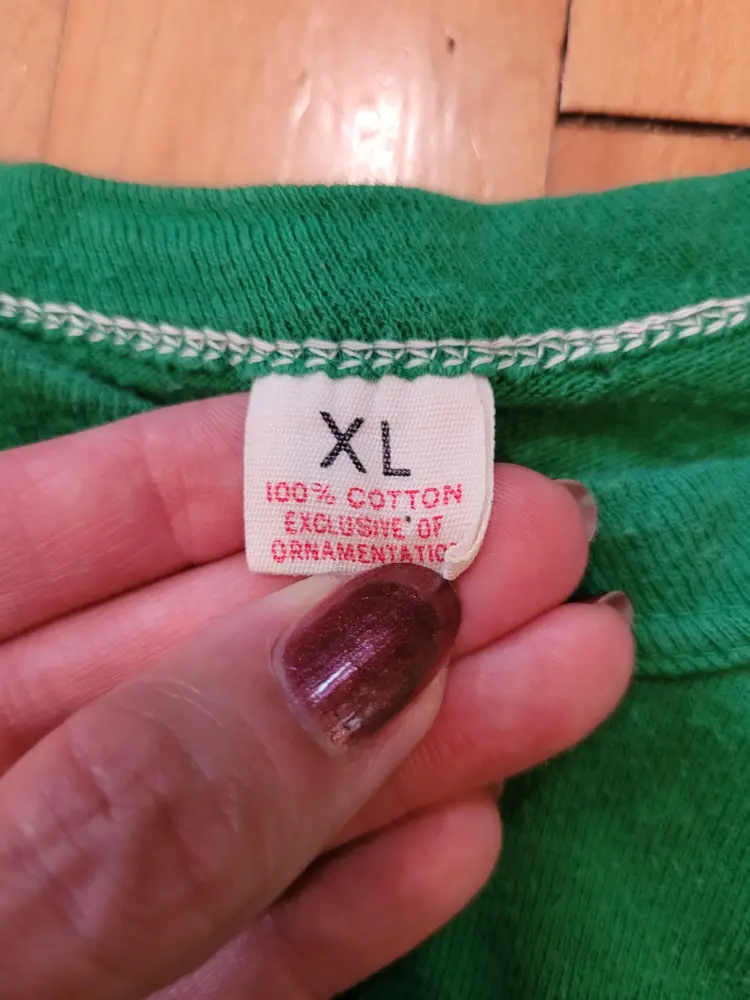 XL
100% COTTON
EXCLUSIVE OF
ORNAMENTATIO